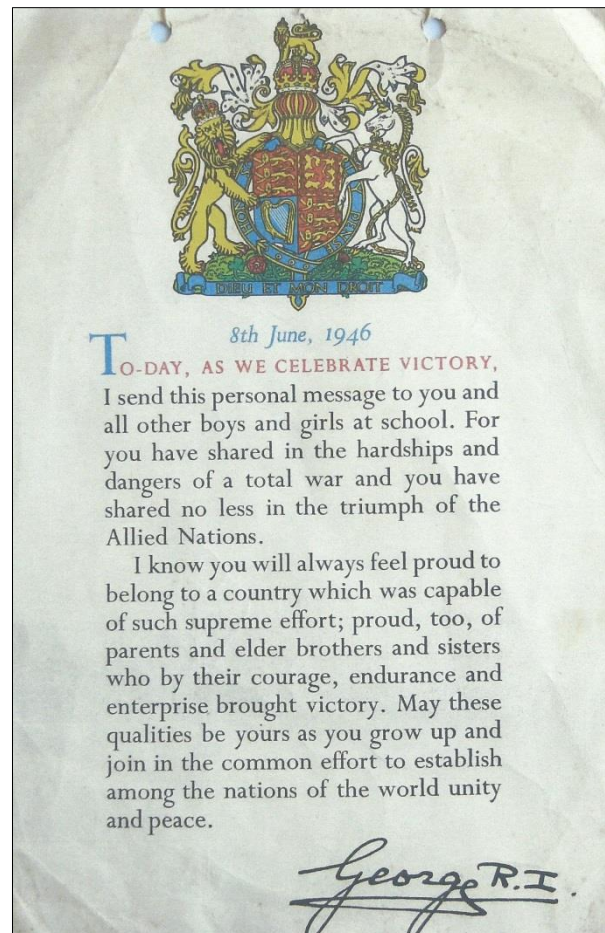 DIEU ET MON DROIT
8th June, 1946
TO-DAY, AS WE CELEBRATE VICTORY,
I send this personal message to you and
all other boys and girls at school. For
you have shared in the hardships and
dangers of a total war and you have
shared no less in the triumph of the
Allied Nations.
I know you will always feel proud to
belong to a country which was capable
of such supreme effort; proud, too, of
parents and elder brothers and sisters
who by their courage, endurance and
enterprise brought victory. May these
qualities be yours as you grow up and
join in the common effort to establish
among the nations of the world unity
and peace.
George R.I.